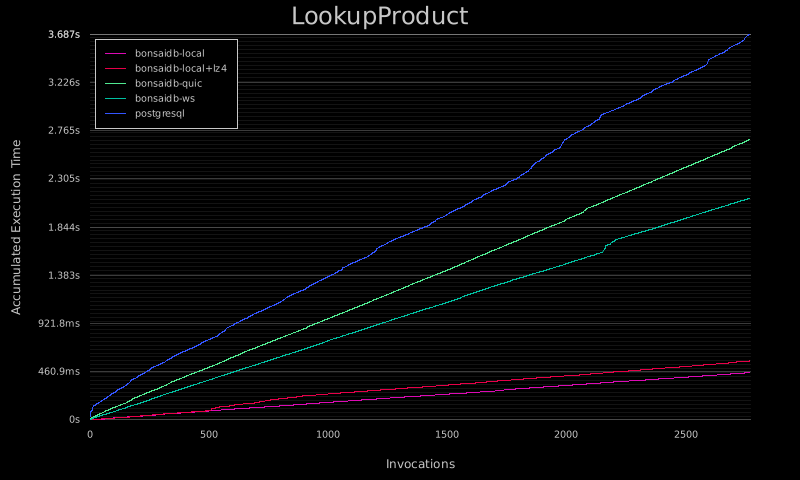 LookupProduct
3.687s
3.226s
2.765s
2.305s
1.844s
1.383s
921.8ms
460.9ms
0s
Accumulated Execution Time
bonsaidb-local
bonsaidb-local+lz4
bonsaidb-quic
bonsaidb-ws
postgresql
0 500 1000 1500 2000 2500
Invocations